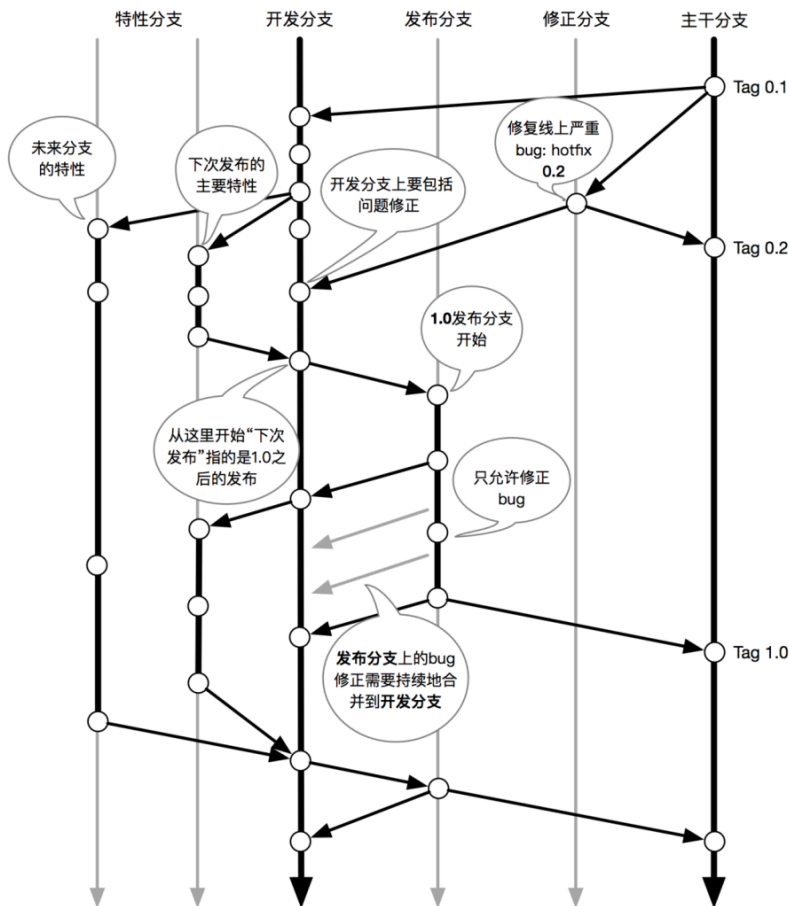 特性分支
开发分支
发布分支
修正分支
主干分支
Tag 0.1
修复线上严重
bug: hotfix
0.2
未来分支
的特性
下次发布的
主要特性
开发分支上要包括
问题修正
Tag 0.2
1.0发布分支
开始
从这里开始“下次
发布”指的是1.0之
后的发布
只允许修正
bug
发布分支上的bug
修正需要持续地合
并到开发分支
Tag 1.0